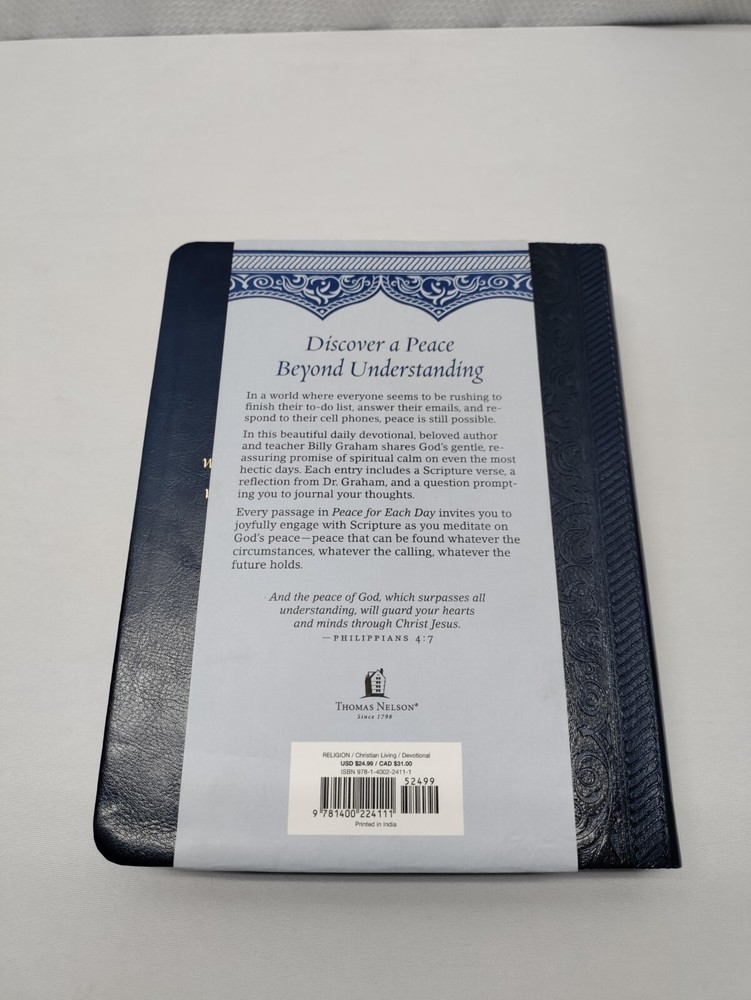 Discover a Peace
Beyond Understanding
In a world where everyone seems to be rushing to
finish their to-do list, answer their emails, and re-
spond to their cell phones, peace is still possible.
In this beautiful daily devotional, beloved author
and teacher Billy Graham shares God's gentle, re-
assuring promise of spiritual calm on even the most
hectic days. Each entry includes a Scripture verse, a
reflection from Dr. Graham, and a question prompt-
ing you to journal your thoughts.
Every passage in Peace for Each Day invites you to
joyfully engage with Scripture as you meditate on
God's peace—peace that can be found whatever the
circumstances, whatever the calling, whatever the
future holds.
And the peace of God, which surpasses all
understanding, will guard your hearts
and minds through Christ Jesus.
—PHILIPPIANS 4:7
THOMAS NELSON®
Since 1798
RELIGION / Christian Living / Devotional
USD $24.99 / CAD $31.00
ISBN 978-1-4002-2411-1
52499
9 781400 224111
Printed in India